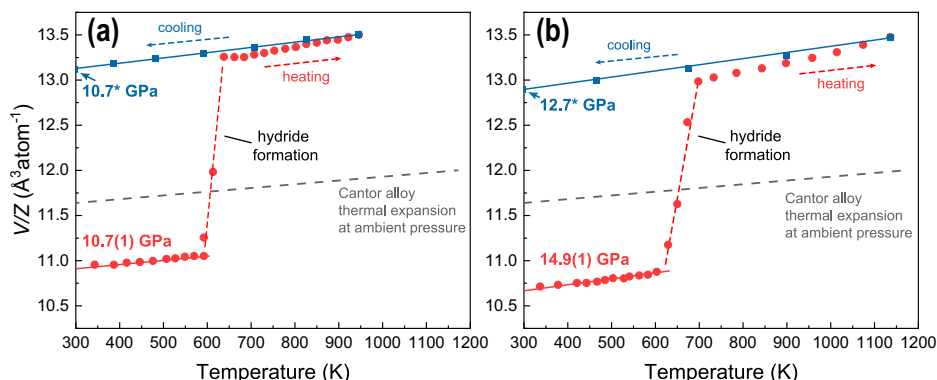 (a)
cooling
10.7* GPa
heating
hydride
formation
Cantor alloy
thermal expansion
at ambient pressure
10.7(1) GPa
13.5
13.0
12.5
12.0
11.5
11.0
10.5
V/Z (Å³atom⁻¹)
300 400 500 600 700 800 900 1000 1100 1200
Temperature (K)
(b)
cooling
12.7* GPa
heating
hydride
formation
Cantor alloy
thermal expansion
at ambient pressure
14.9(1) GPa
13.5
13.0
12.5
12.0
11.5
11.0
10.5
300 400 500 600 700 800 900 1000 1100 1200
Temperature (K)